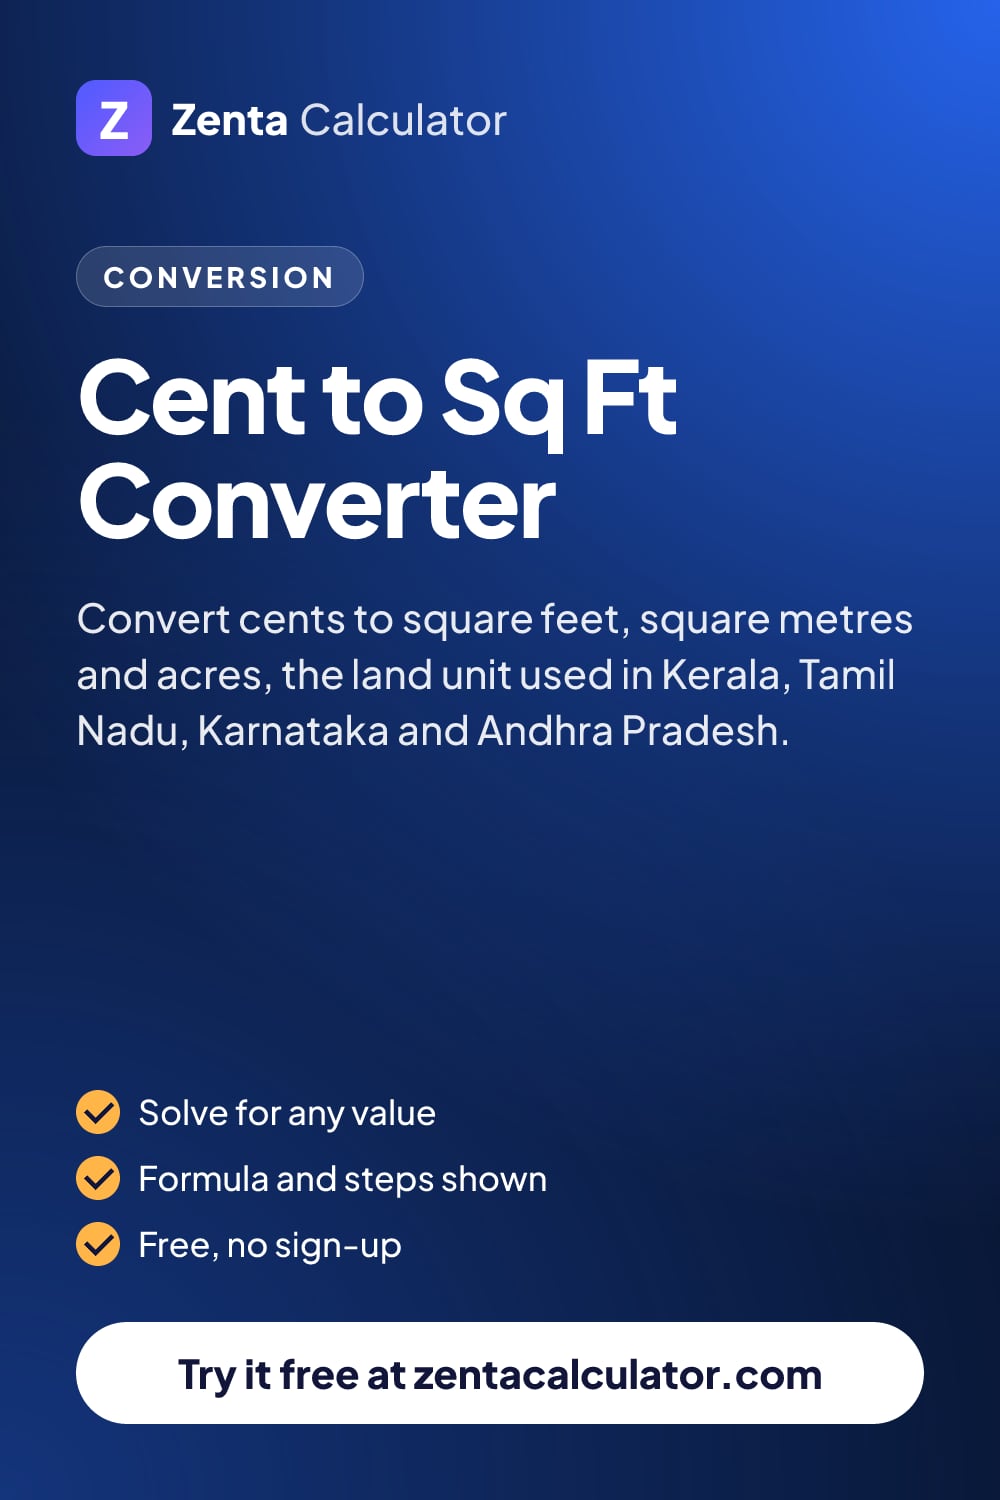 Z Zenta Calculator
CONVERSION
Cent to Sq Ft
Converter
Convert cents to square feet, square metres
and acres, the land unit used in Kerala, Tamil
Nadu, Karnataka and Andhra Pradesh.
Solve for any value
Formula and steps shown
Free, no sign-up
Try it free at zentacalculator.com